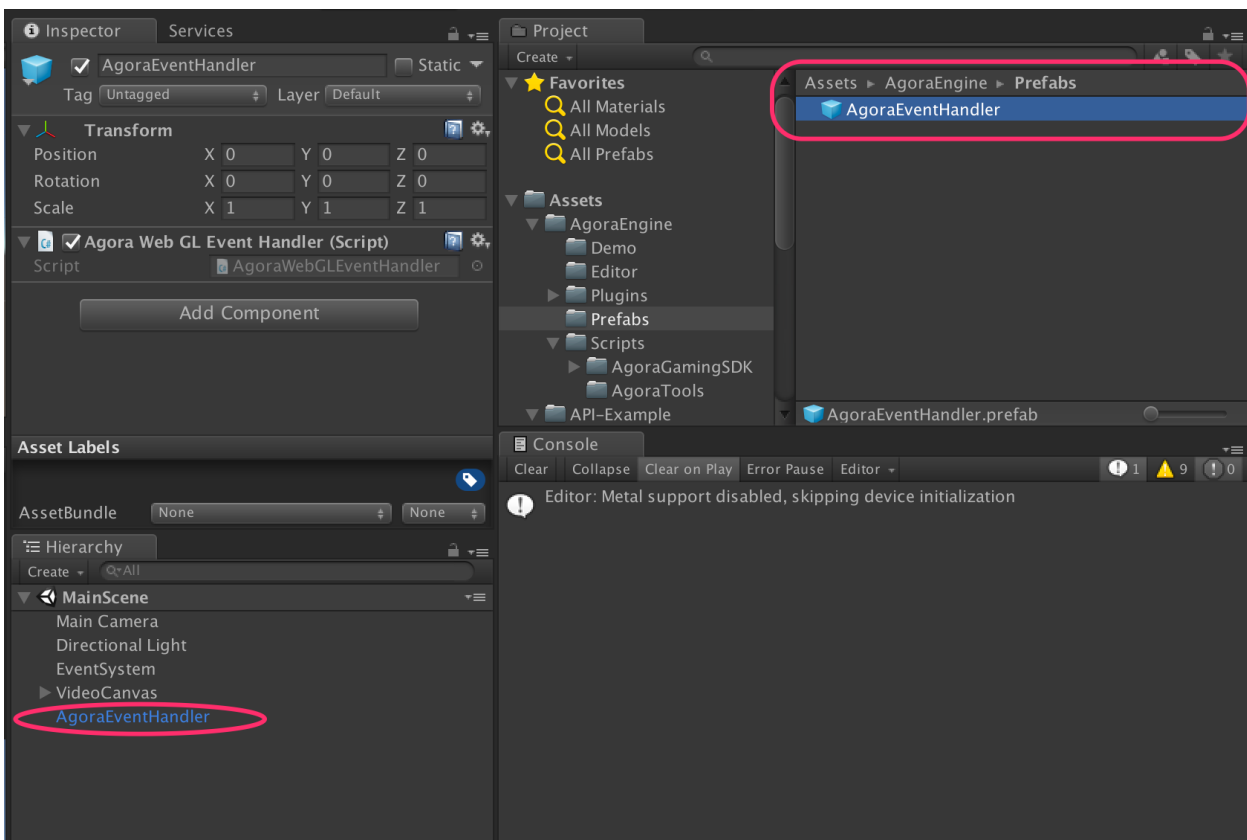 Inspector Services
AgoraEventHandler Static
Tag Untagged Layer Default
Transform
Position X 0 Y 0 Z 0
Rotation X 0 Y 0 Z 0
Scale X 1 Y 1 Z 1
Agora Web GL Event Handler (Script)
Script AgoraWebGLEventHandler
Add Component
Asset Labels
AssetBundle None None
Hierarchy
Create All
MainScene
Main Camera
Directional Light
EventSystem
VideoCanvas
AgoraEventHandler
Project
Create
Favorites
All Materials
All Models
All Prefabs
Assets
AgoraEngine
Demo
Editor
Plugins
Prefabs
Scripts
AgoraGamingSDK
AgoraTools
API-Example
Assets ▸ AgoraEngine ▸ Prefabs
AgoraEventHandler
AgoraEventHandler.prefab
Console
Clear Collapse Clear on Play Error Pause Editor 1 9 0
Editor: Metal support disabled, skipping device initialization